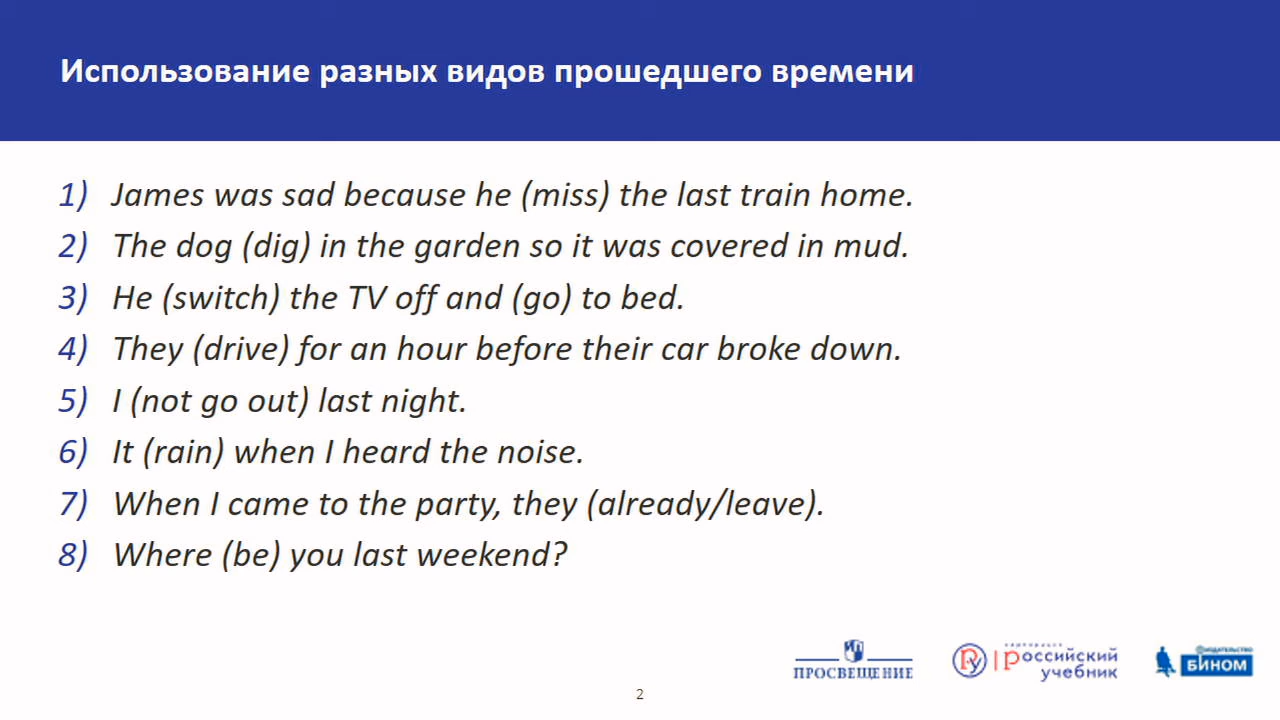 Использование разных видов прошедшего времени
1) James was sad because he (miss) the last train home.
2) The dog (dig) in the garden so it was covered in mud.
3) He (switch) the TV off and (go) to bed.
4) They (drive) for an hour before their car broke down.
5) I (not go out) last night.
6) It (rain) when I heard the noise.
7) When I came to the party, they (already/leave).
8) Where (be) you last weekend?
ПРОСВЕЩЕНИЕ
российский
учебник
ИЗДАТЕЛЬСТВО
БИНОМ
2